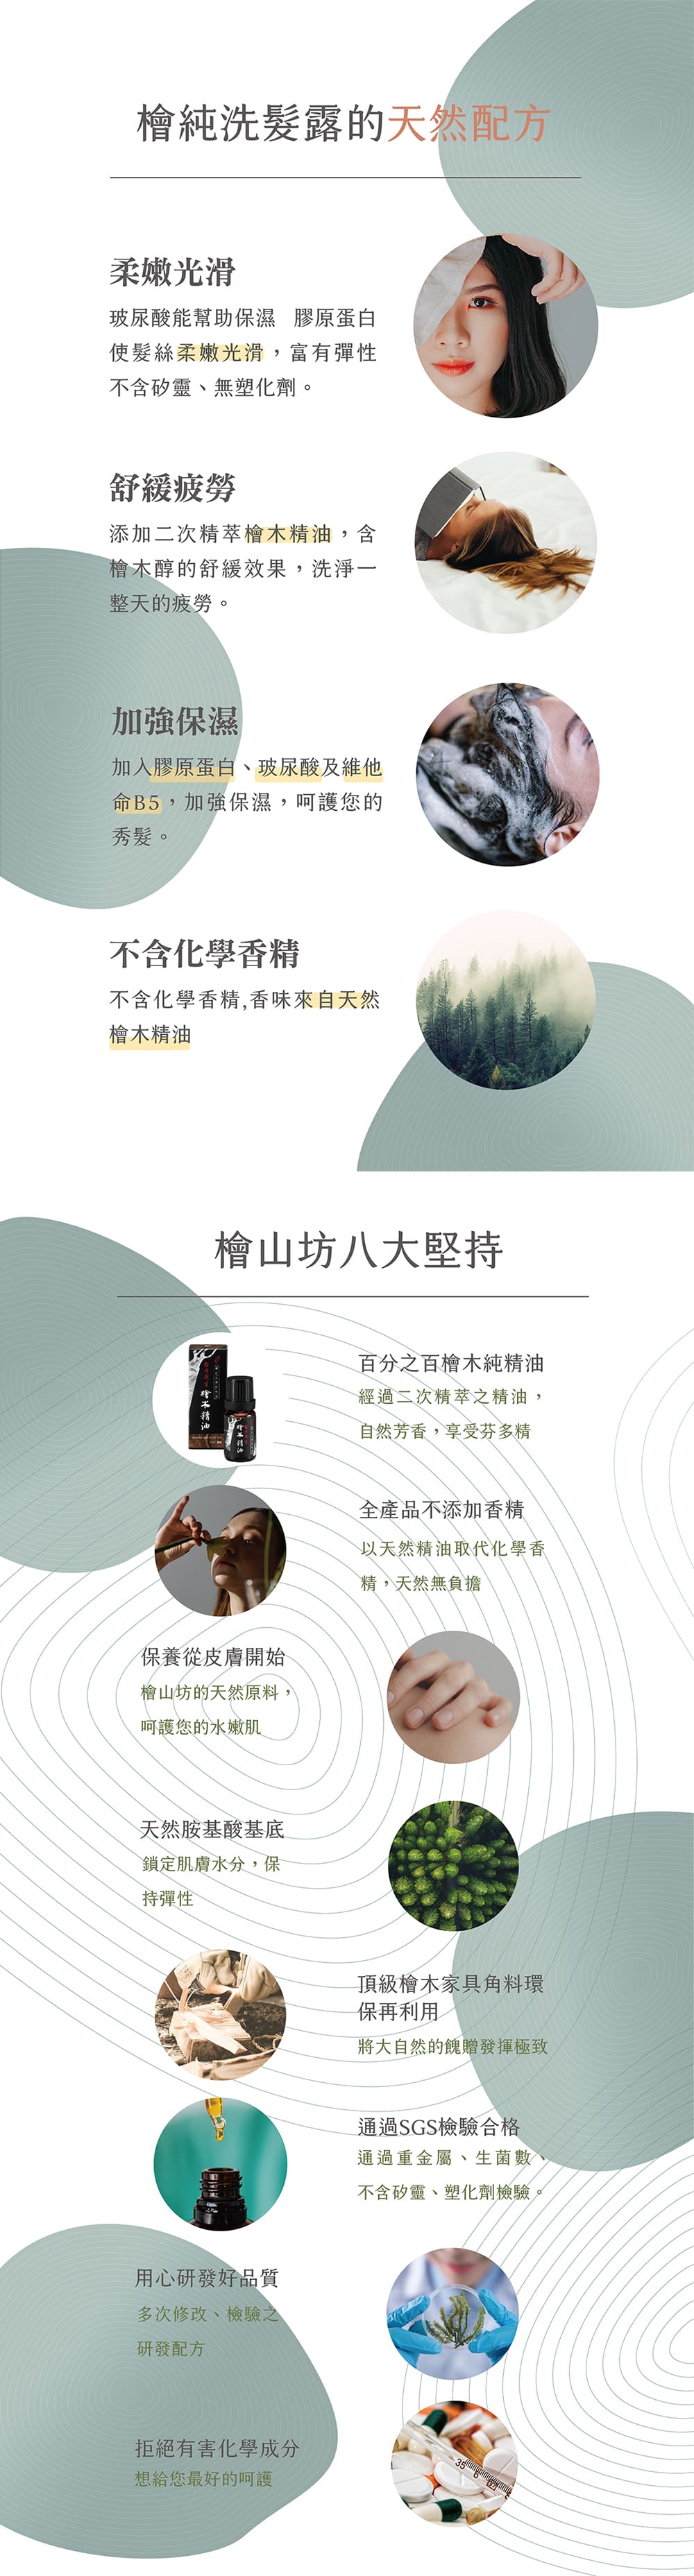 檜純洗髮露的天然配方
柔嫩光滑
玻尿酸能幫助保濕 膠原蛋白
使髮絲柔嫩光滑，富有彈性
不含矽靈、無塑化劑。
舒緩疲勞
添加二次精萃檜木精油，含
檜木醇的舒緩效果，洗淨一
整天的疲勞。
加強保濕
加入膠原蛋白、玻尿酸及維他
命B5，加強保濕，呵護您的
秀髮。
不含化學香精
不含化學香精,香味來自天然
檜木精油
檜山坊八大堅持
檜木精油
檜木精油
百分之百檜木純精油
經過二次精萃之精油，
自然芳香，享受芬多精
全產品不添加香精
以天然精油取代化學香
精，天然無負擔
保養從皮膚開始
檜山坊的天然原料，
呵護您的水嫩肌
天然胺基酸基底
鎖定肌膚水分，保
持彈性
頂級檜木家具角料環
保再利用
將大自然的餽贈發揮極致
通過SGS檢驗合格
通過重金屬、生菌數、
不含矽靈、塑化劑檢驗。
用心研發好品質
多次修改、檢驗之
研發配方
拒絕有害化學成分
想給您最好的呵護